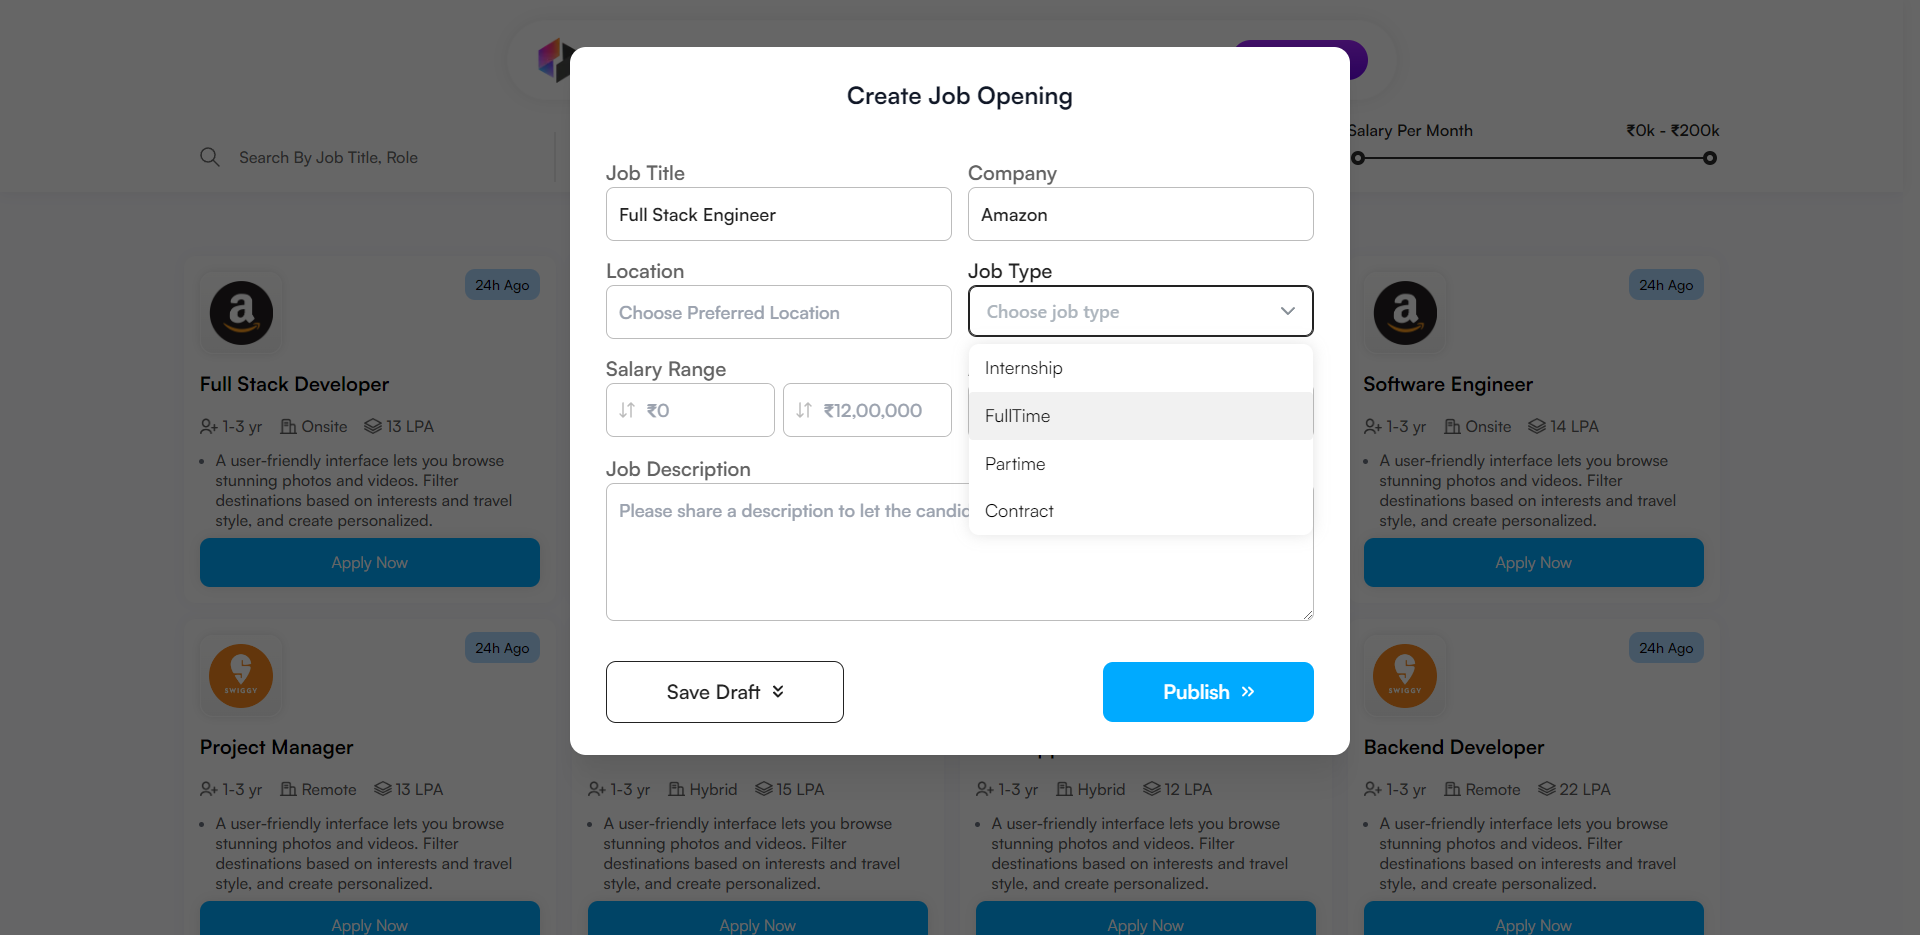 Create Job Opening
Salary Per Month
₹0k - ₹200k
Search By Job Title, Role
Job Title
Company
Full Stack Engineer
Amazon
Location
Job Type
Choose Preferred Location
Choose job type
Internship
FullTime
Partime
Contract
Salary Range
₹0
₹12,00,000
Job Description
Please share a description to let the candid
Save Draft
Publish
24h Ago
Full Stack Developer
1-3 yr Onsite 13 LPA
A user-friendly interface lets you browse
stunning photos and videos. Filter
destinations based on interests and travel
style, and create personalized.
Apply Now
24h Ago
Software Engineer
1-3 yr Onsite 14 LPA
A user-friendly interface lets you browse
stunning photos and videos. Filter
destinations based on interests and travel
style, and create personalized.
Apply Now
SWIGGY
24h Ago
Project Manager
1-3 yr Remote 13 LPA
A user-friendly interface lets you browse
stunning photos and videos. Filter
destinations based on interests and travel
style, and create personalized.
Apply Now
1-3 yr Hybrid 15 LPA
A user-friendly interface lets you browse
stunning photos and videos. Filter
destinations based on interests and travel
style, and create personalized.
Apply Now
1-3 yr Hybrid 12 LPA
A user-friendly interface lets you browse
stunning photos and videos. Filter
destinations based on interests and travel
style, and create personalized.
Apply Now
SWIGGY
24h Ago
Backend Developer
1-3 yr Remote 22 LPA
A user-friendly interface lets you browse
stunning photos and videos. Filter
destinations based on interests and travel
style, and create personalized.
Apply Now